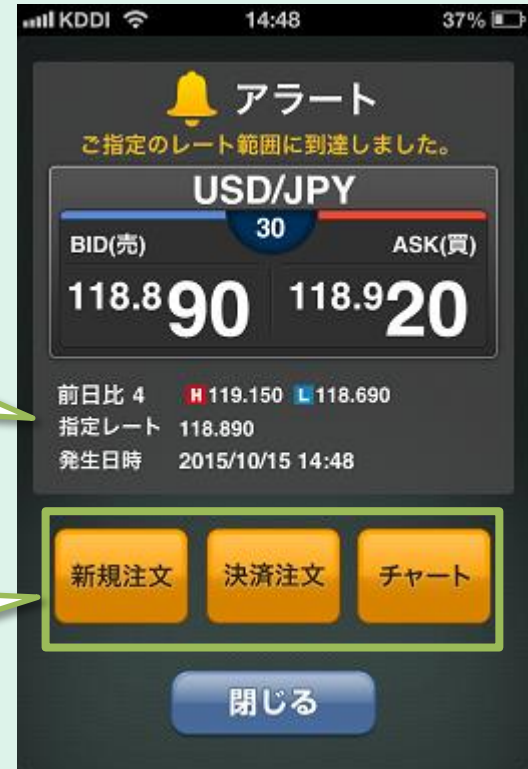 KDDI 14:48 37%
アラート
ご指定のレート範囲に到達しました。
USD/JPY
30
BID(売) ASK(買)
118.890 118.920
前日比 4 H 119.150 L 118.690
指定レート 118.890
発生日時 2015/10/15 14:48
新規注文 決済注文 チャート
閉じる